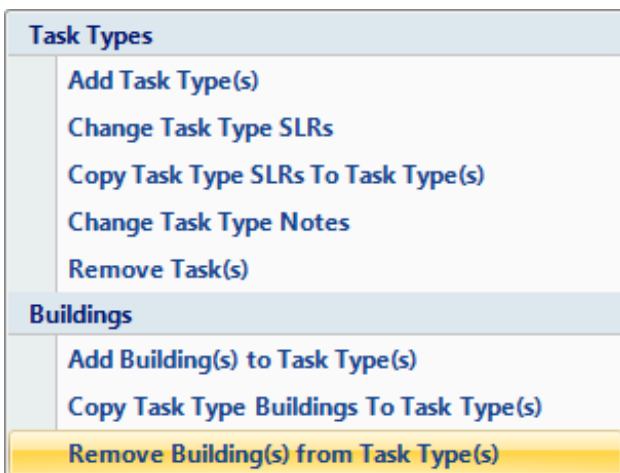 Task Types
Add Task Type(s)
Change Task Type SLRs
Copy Task Type SLRs To Task Type(s)
Change Task Type Notes
Remove Task(s)
Buildings
Add Building(s) to Task Type(s)
Copy Task Type Buildings To Task Type(s)
Remove Building(s) from Task Type(s)